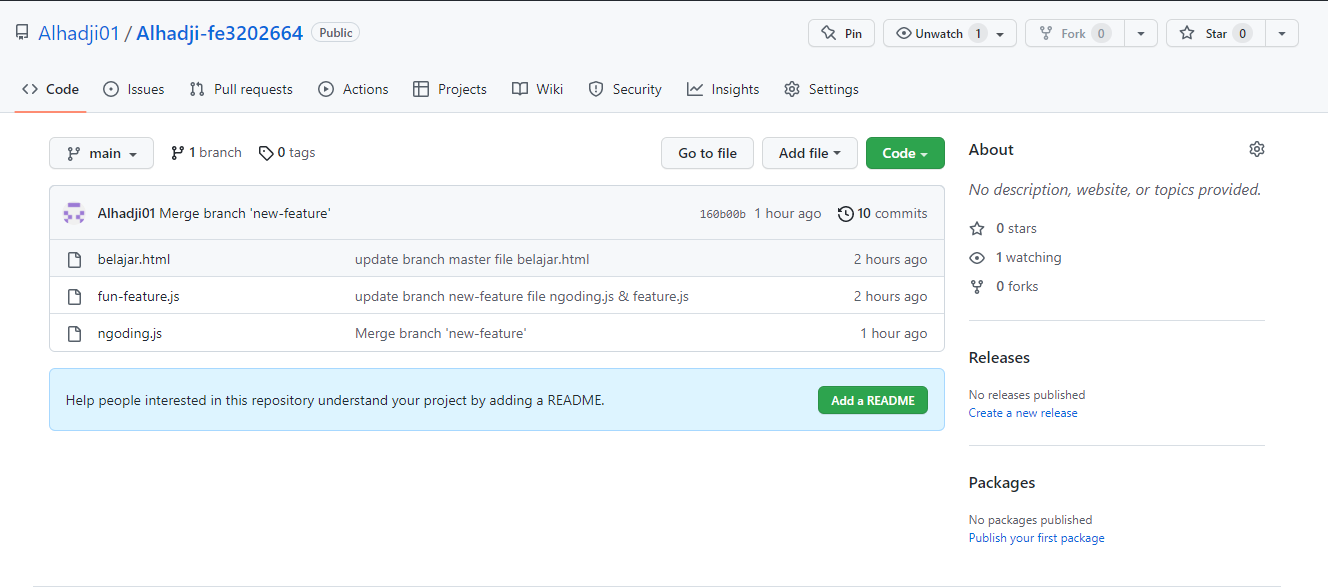 Alhadji01 / Alhadji-fe3202664 Public Pin Unwatch 1 Fork 0 Star 0
Code Issues Pull requests Actions Projects Wiki Security Insights Settings
main 1 branch 0 tags Go to file Add file Code
Alhadji01 Merge branch 'new-feature' 160b00b 1 hour ago 10 commits
belajar.html update branch master file belajar.html 2 hours ago
fun-feature.js update branch new-feature file ngoding.js & feature.js 2 hours ago
ngoding.js Merge branch 'new-feature' 1 hour ago
Help people interested in this repository understand your project by adding a README. Add a README
About
No description, website, or topics provided.
0 stars
1 watching
0 forks
Releases
No releases published
Create a new release
Packages
No packages published
Publish your first package